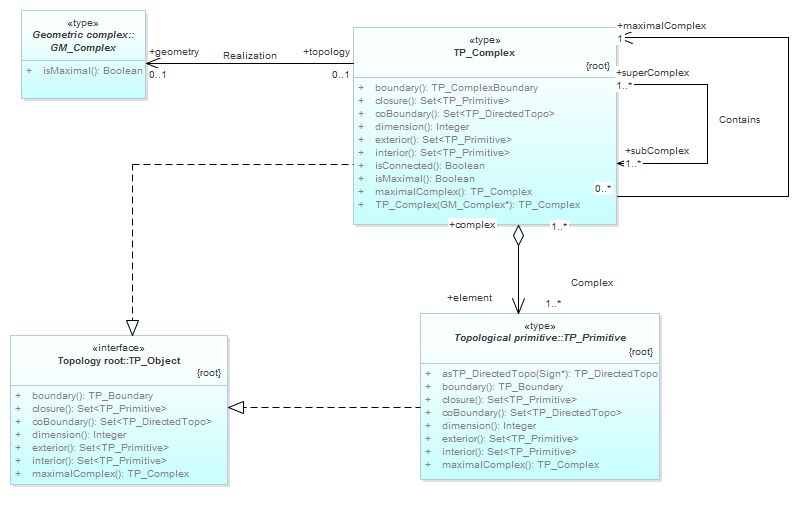 «type»
Geometric complex::
GM_Complex
+ isMaximal(): Boolean
+geometry
0..1
Realization
+topology
0..1
«type»
TP_Complex
{root}
+ boundary(): TP_ComplexBoundary
+ closure(): Set<TP_Primitive>
+ coBoundary(): Set<TP_DirectedTopo>
+ dimension(): Integer
+ exterior(): Set<TP_Primitive>
+ interior(): Set<TP_Primitive>
+ isConnected(): Boolean
+ isMaximal(): Boolean
+ maximalComplex(): TP_Complex
+ TP_Complex(GM_Complex*): TP_Complex
+maximalComplex
1
+superComplex
1..*
Contains
+subComplex
1..*
0..*
+complex
1..*
Complex
+element
1..*
«interface»
Topology root::TP_Object
{root}
+ boundary(): TP_Boundary
+ closure(): Set<TP_Primitive>
+ coBoundary(): Set<TP_DirectedTopo>
+ dimension(): Integer
+ exterior(): Set<TP_Primitive>
+ interior(): Set<TP_Primitive>
+ maximalComplex(): TP_Complex
«type»
Topological primitive::TP_Primitive
{root}
+ asTP_DirectedTopo(Sign*): TP_DirectedTopo
+ boundary(): TP_Boundary
+ closure(): Set<TP_Primitive>
+ coBoundary(): Set<TP_DirectedTopo>
+ dimension(): Integer
+ exterior(): Set<TP_Primitive>
+ interior(): Set<TP_Primitive>
+ maximalComplex(): TP_Complex